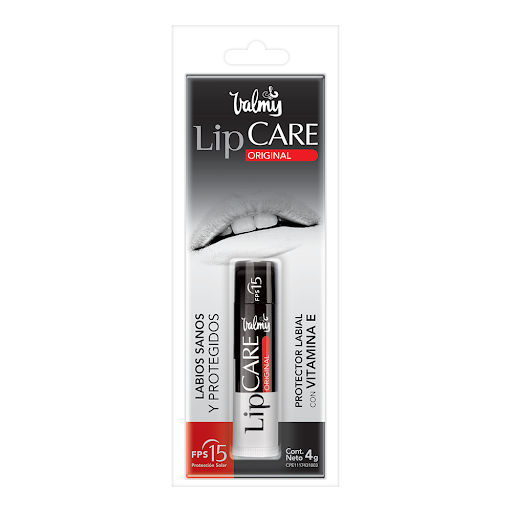 Valmy
Lip CARE
ORIGINAL
LABIOS SANOS
Y PROTEGIDOS
FPS 15
Valmy
Lip CARE
ORIGINAL
PROTECTOR LABIAL
CON VITAMINA E
FPS 15
Protección Solar
Cont.
Neto 4g
CPE1117431803